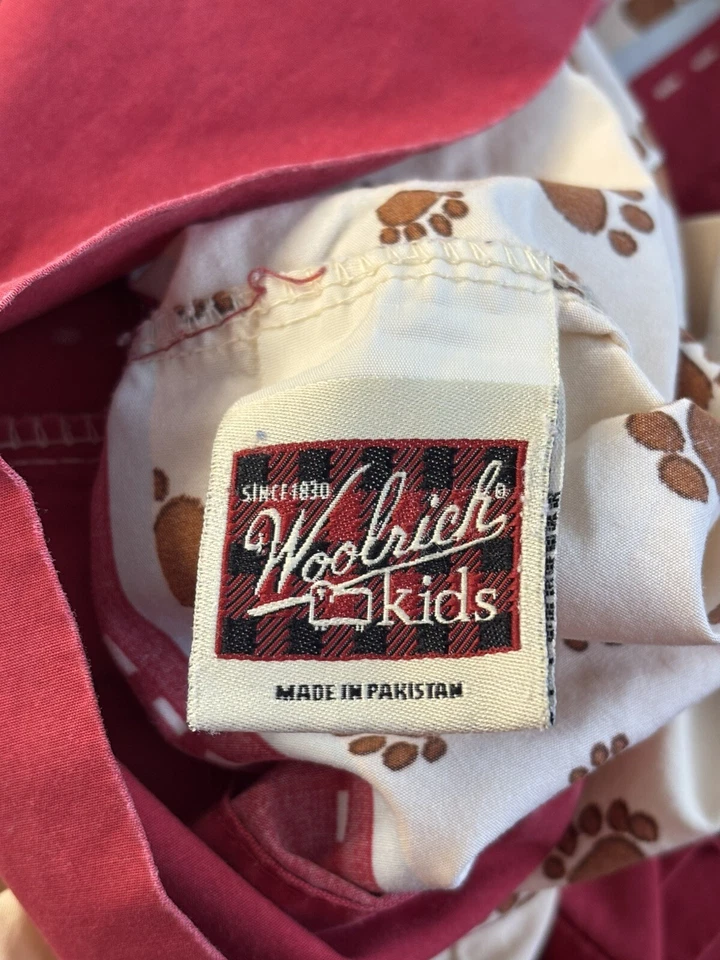 SINCE 1830
Woolrich®
kids
MADE IN PAKISTAN